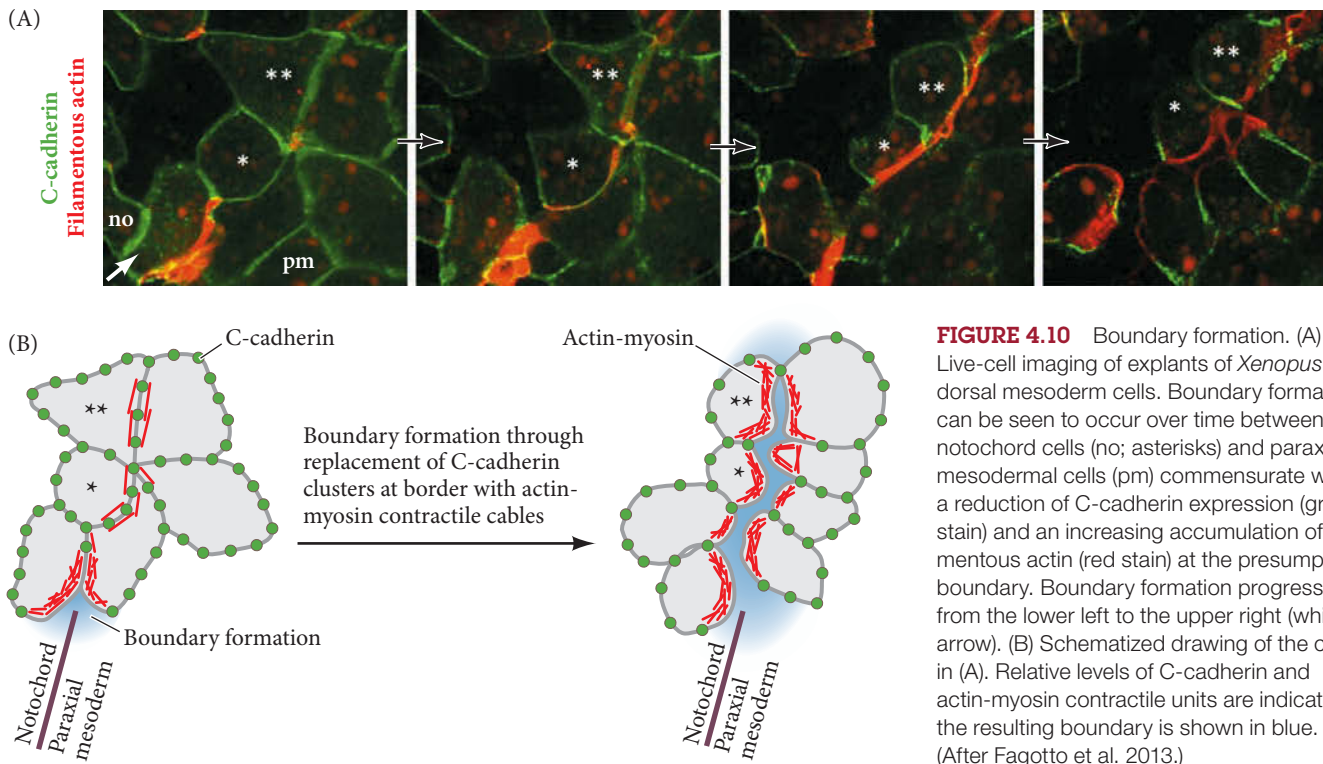 (A)
C-cadherin
Filamentous actin
**
*
no
pm
**
*
**
*
**
*
(B)
C-cadherin
**
*
Boundary formation
Notochord
Paraxial
mesoderm
Boundary formation through
replacement of C-cadherin
clusters at border with actin-
myosin contractile cables
Actin-myosin
**
*
Notochord
Paraxial
mesoderm
FIGURE 4.10 Boundary formation. (A)
Live-cell imaging of explants of Xenopus
dorsal mesoderm cells. Boundary forma
can be seen to occur over time between
notochord cells (no; asterisks) and parax
mesodermal cells (pm) commensurate w
a reduction of C-cadherin expression (gr
stain) and an increasing accumulation of
mentous actin (red stain) at the presump
boundary. Boundary formation progress
from the lower left to the upper right (whi
arrow). (B) Schematized drawing of the c
in (A). Relative levels of C-cadherin and
actin-myosin contractile units are indicat
the resulting boundary is shown in blue.
(After Fagotto et al. 2013.)